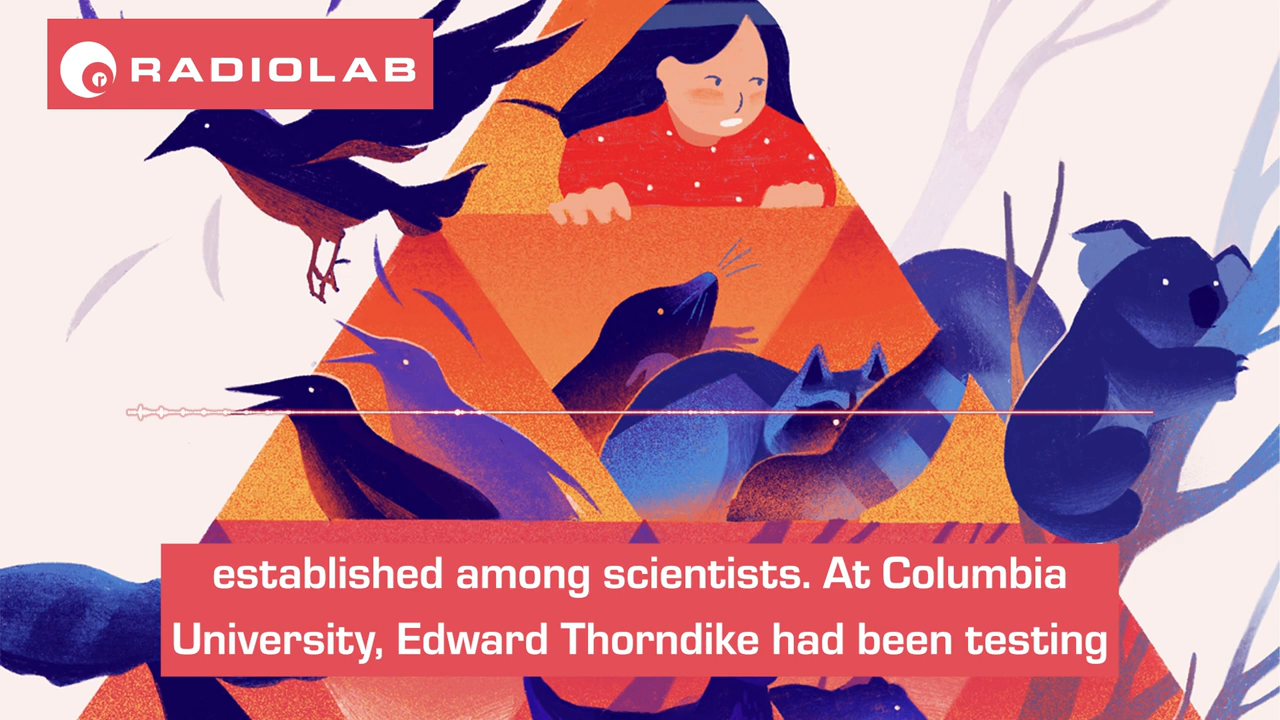 RADIOLAB
established among scientists. At Columbia
University, Edward Thorndike had been testing